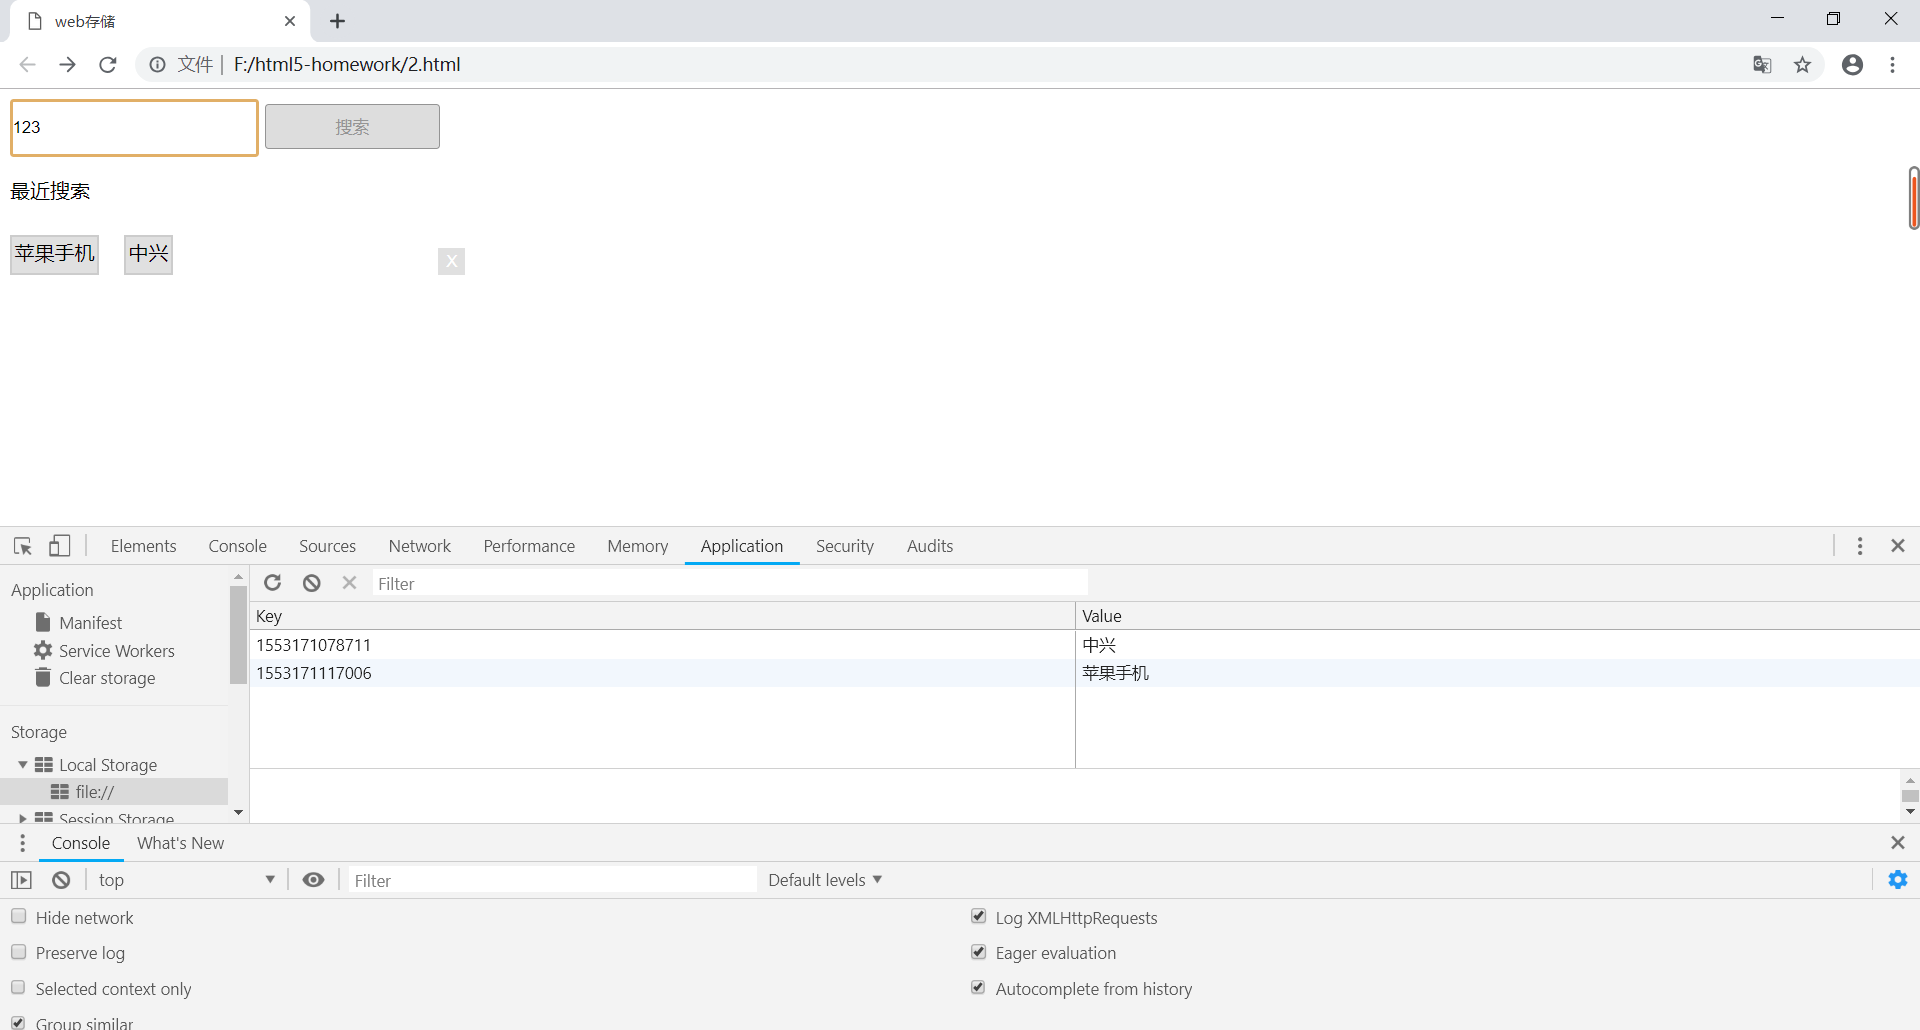 web存储
文件 | F:/html5-homework/2.html
123 搜索
最近搜索
苹果手机 中兴 X
Elements Console Sources Network Performance Memory Application Security Audits
Application
Manifest
Service Workers
Clear storage
Storage
Local Storage
file://
Session Storage
Filter
Key Value
1553171078711 中兴
1553171117006 苹果手机
Console What's New
top Filter Default levels
Hide network
Log XMLHttpRequests
Preserve log
Eager evaluation
Selected context only
Autocomplete from history
Group similar